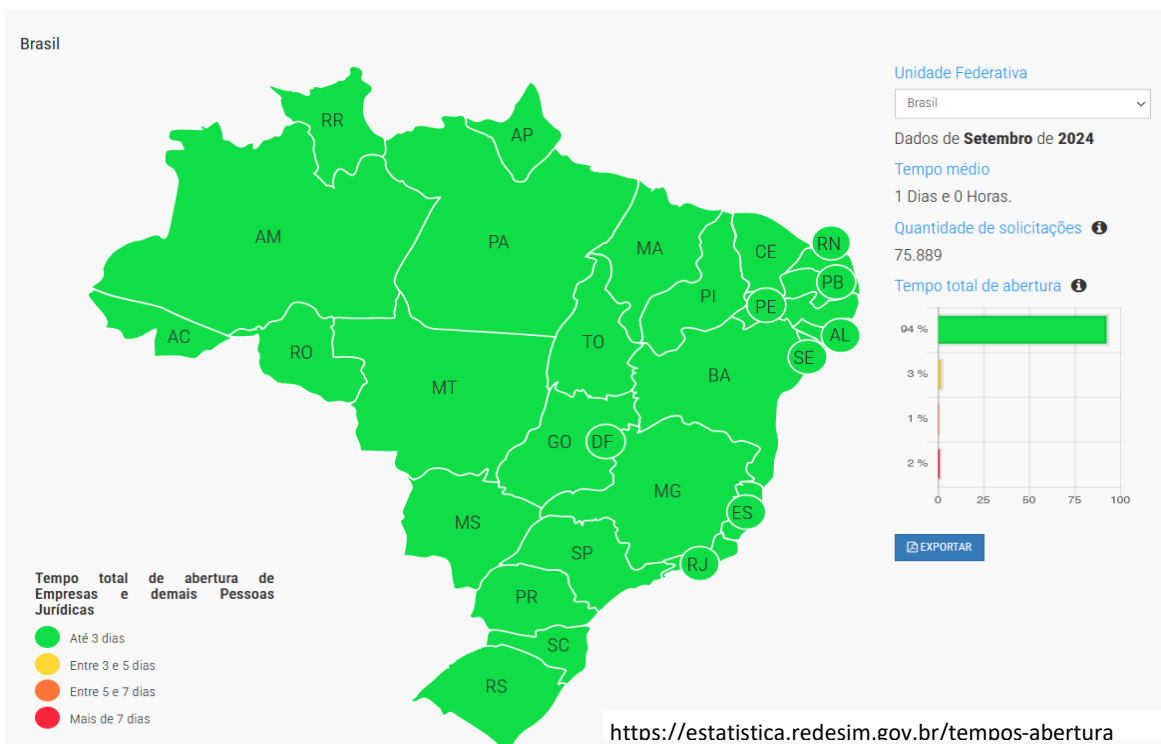 Brasil
RR
AP
AM
PA
MA
CE
RN
PB
PI
PE
AL
AC
RO
TO
SE
MT
BA
GO
DF
MG
MS
ES
SP
RJ
PR
SC
RS
Tempo total de abertura de
Empresas e demais Pessoas
Jurídicas
Até 3 dias
Entre 3 e 5 dias
Entre 5 e 7 dias
Mais de 7 dias
Unidade Federativa
Brasil
Dados de Setembro de 2024
Tempo médio
1 Dias e 0 Horas.
Quantidade de solicitações
75.889
Tempo total de abertura
94 %
3 %
1 %
2 %
0 25 50 75 100
EXPORTAR
https://estatistica.redesim.gov.br/tempos-abertura